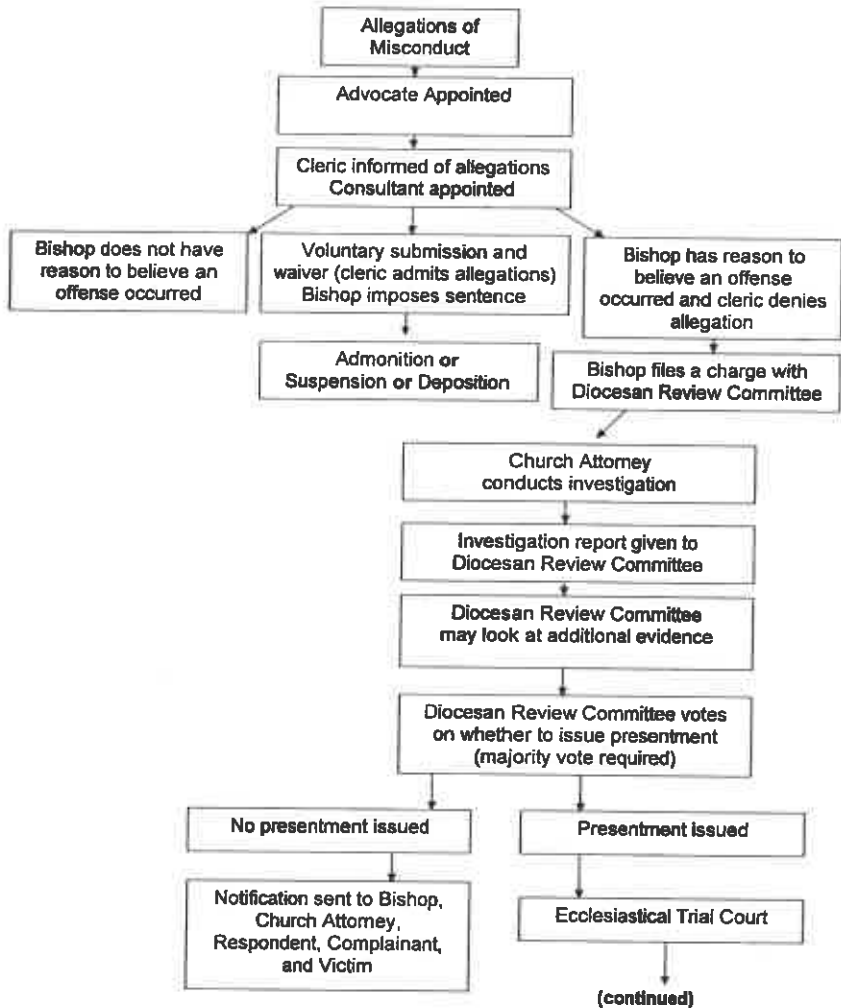 Allegations of
Misconduct
Advocate Appointed
Cleric informed of allegations
Consultant appointed
Bishop does not have
reason to believe an
offense occurred
Voluntary submission and
waiver (cleric admits allegations)
Bishop imposes sentence
Bishop has reason to
believe an offense
occurred and cleric denies
allegation
Admonition or
Suspension or Deposition
Bishop files a charge with
Diocesan Review Committee
Church Attorney
conducts investigation
Investigation report given to
Diocesan Review Committee
Diocesan Review Committee
may look at additional evidence
Diocesan Review Committee votes
on whether to issue presentment
(majority vote required)
No presentment issued
Presentment issued
Notification sent to Bishop,
Church Attorney,
Respondent, Complainant,
and Victim
Ecclesiastical Trial Court
(continued)